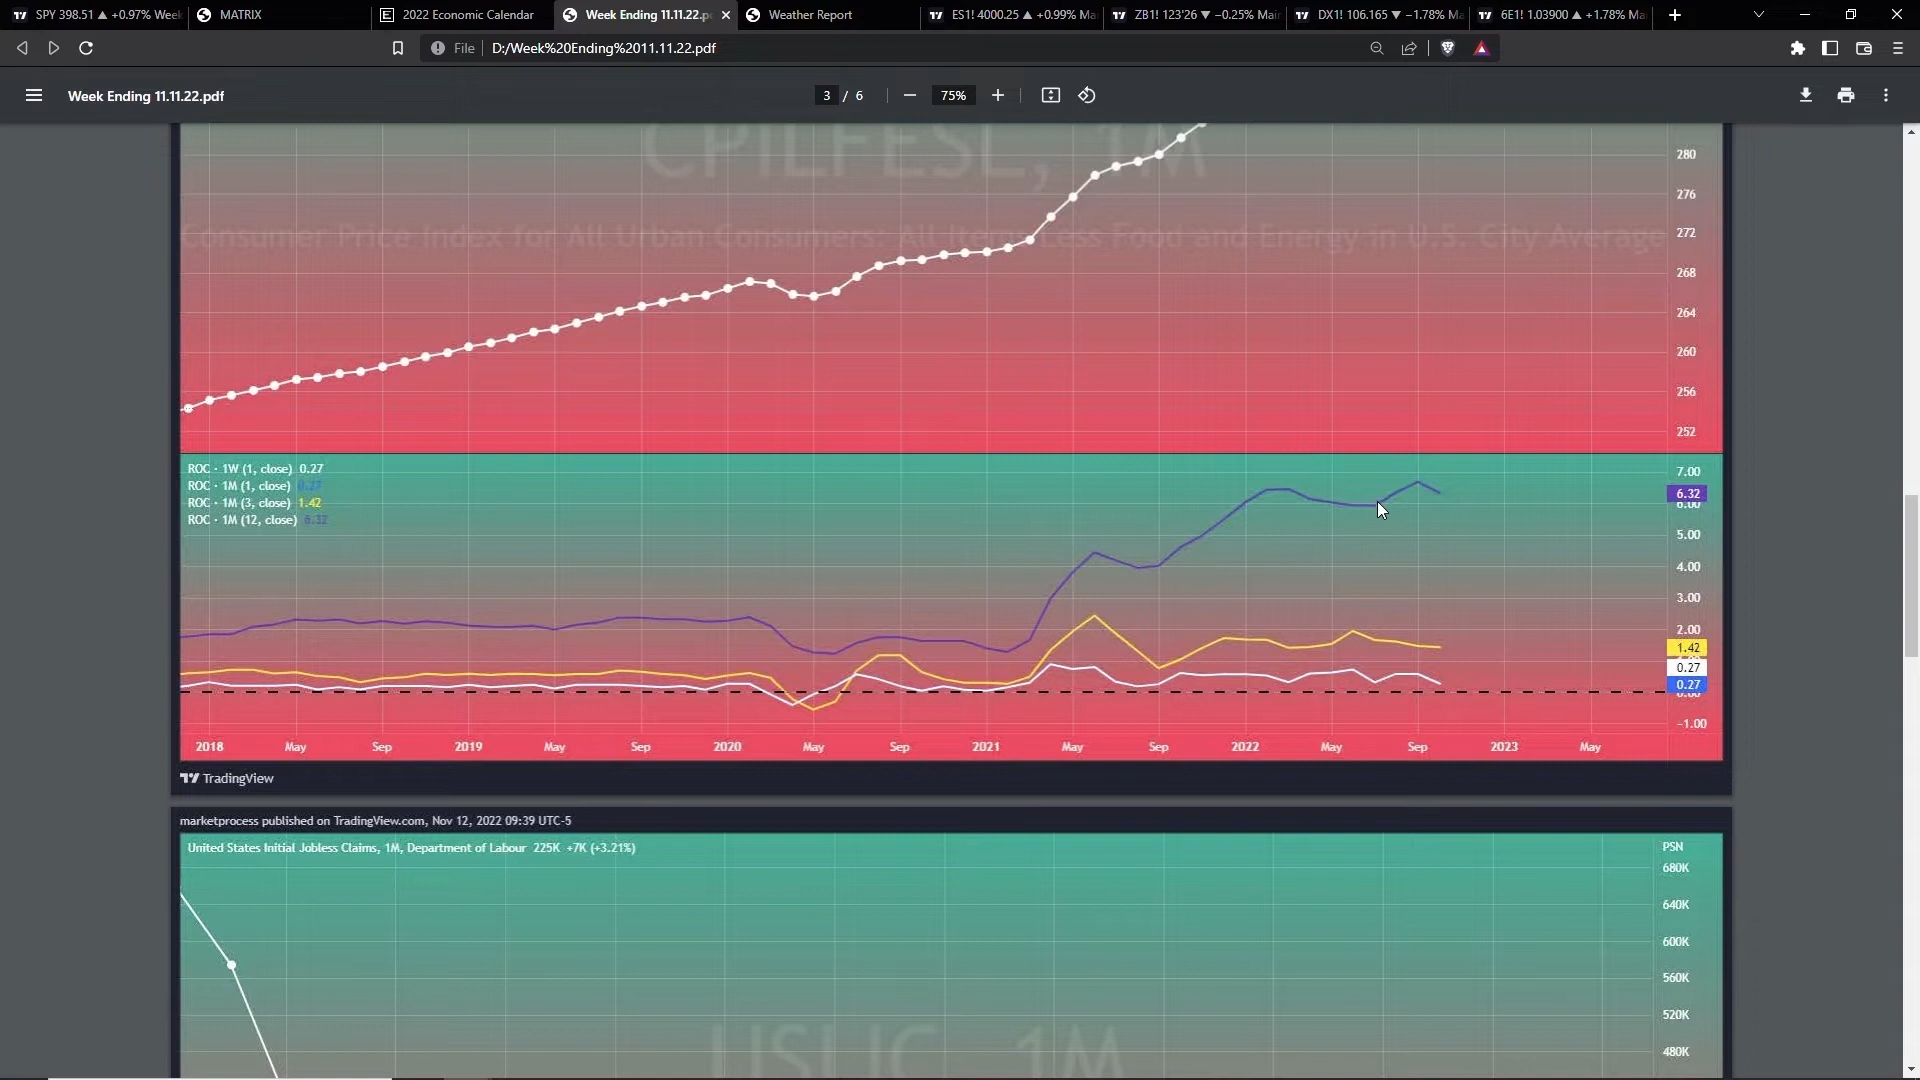 SPY 398.51 ▲ +0.97% Week
MATRIX
2022 Economic Calendar
Week Ending 11.11.22.p
Weather Report
ES1! 4000.25 ▲ +0.99% Ma
ZB1! 123'26 ▼ −0.25% Main
DX1! 106.165 ▼ −1.78% Ma
6E1! 1.03900 ▲ +1.78% Ma
File D:/Week%20Ending%2011.11.22.pdf
Week Ending 11.11.22.pdf
3 / 6
75%
CPILFESL, 1M
Consumer Price Index for All Urban Consumers: All Items Less Food and Energy in U.S. City Average
280
276
272
268
264
260
256
252
ROC · 1W (1, close) 0.27
ROC · 1M (1, close) 0.27
ROC · 1M (3, close) 1.42
ROC · 1M (12, close) 6.32
7.00
6.32
6.00
5.00
4.00
3.00
2.00
1.42
0.27
0.27
0.00
−1.00
2018 May Sep 2019 May Sep 2020 May Sep 2021 May Sep 2022 May Sep 2023 May
TradingView
marketprocess published on TradingView.com, Nov 12, 2022 09:39 UTC-5
United States Initial Jobless Claims, 1M, Department of Labour 225K +7K (+3.21%)
PSN
680K
640K
600K
560K
520K
480K
USIJC, 1M